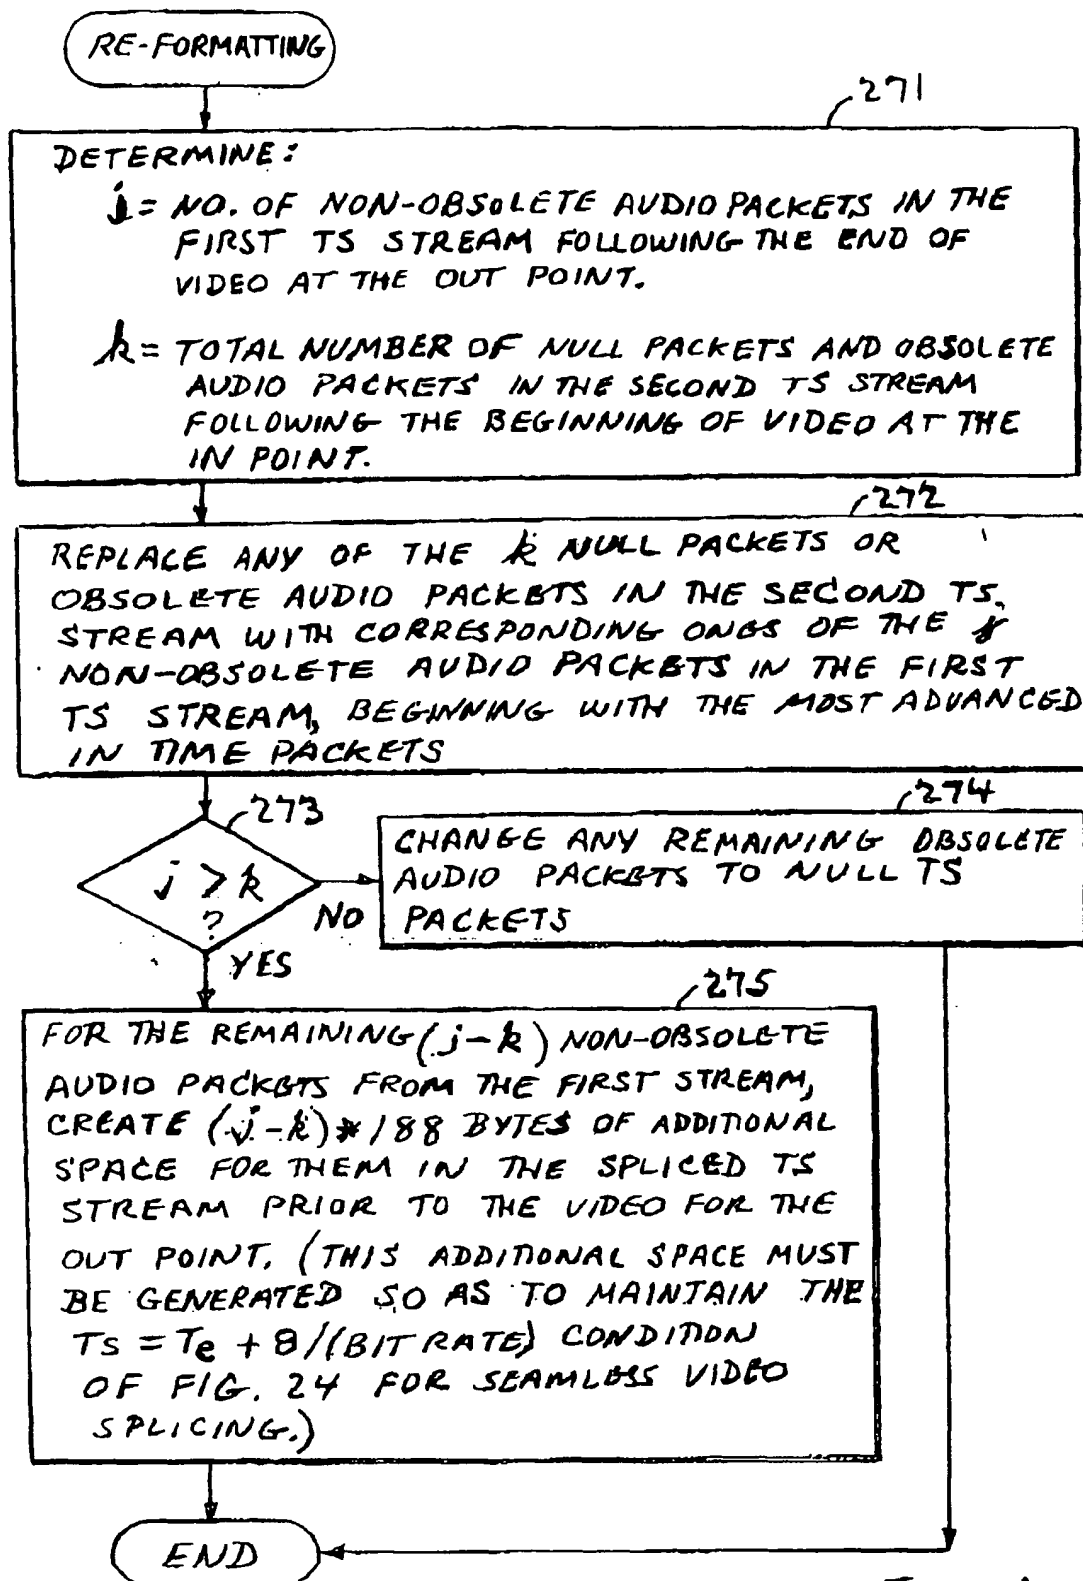 RE-FORMATTING
271
DETERMINE:
j = NO. OF NON-OBSOLETE AUDIO PACKETS IN THE
FIRST TS STREAM FOLLOWING THE END OF
VIDEO AT THE OUT POINT.
k = TOTAL NUMBER OF NULL PACKETS AND OBSOLETE
AUDIO PACKETS IN THE SECOND TS STREAM
FOLLOWING THE BEGINNING OF VIDEO AT THE
IN POINT.
272
REPLACE ANY OF THE k NULL PACKETS OR
OBSOLETE AUDIO PACKETS IN THE SECOND TS
STREAM WITH CORRESPONDING ONES OF THE j
NON-OBSOLETE AUDIO PACKETS IN THE FIRST
TS STREAM, BEGINNING WITH THE MOST ADVANCED
IN TIME PACKETS
273
j > k
?
NO
YES
274
CHANGE ANY REMAINING OBSOLETE
AUDIO PACKETS TO NULL TS
PACKETS
275
FOR THE REMAINING (j-k) NON-OBSOLETE
AUDIO PACKETS FROM THE FIRST STREAM,
CREATE (j-k)*188 BYTES OF ADDITIONAL
SPACE FOR THEM IN THE SPLICED TS
STREAM PRIOR TO THE VIDEO FOR THE
OUT POINT. (THIS ADDITIONAL SPACE MUST
BE GENERATED SO AS TO MAINTAIN THE
Ts = Te + 8/(BIT RATE) CONDITION
OF FIG. 24 FOR SEAMLESS VIDEO
SPLICING.)
END